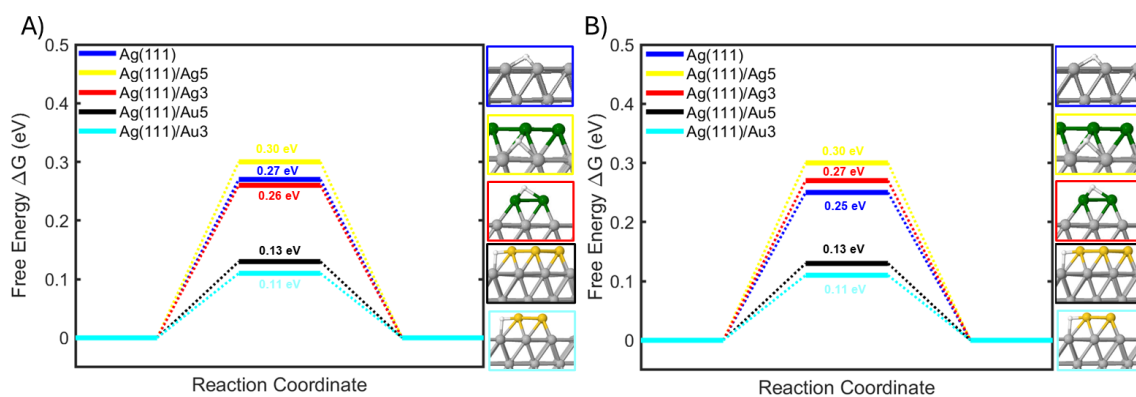 A)
Free Energy ΔG (eV)
0.5
0.4
0.3
0.2
0.1
0
Ag(111)
Ag(111)/Ag5
Ag(111)/Ag3
Ag(111)/Au5
Ag(111)/Au3
0.30 eV
0.27 eV
0.26 eV
0.13 eV
0.11 eV
Reaction Coordinate
B)
Free Energy ΔG (eV)
0.5
0.4
0.3
0.2
0.1
0
Ag(111)
Ag(111)/Ag5
Ag(111)/Ag3
Ag(111)/Au5
Ag(111)/Au3
0.30 eV
0.27 eV
0.25 eV
0.13 eV
0.11 eV
Reaction Coordinate